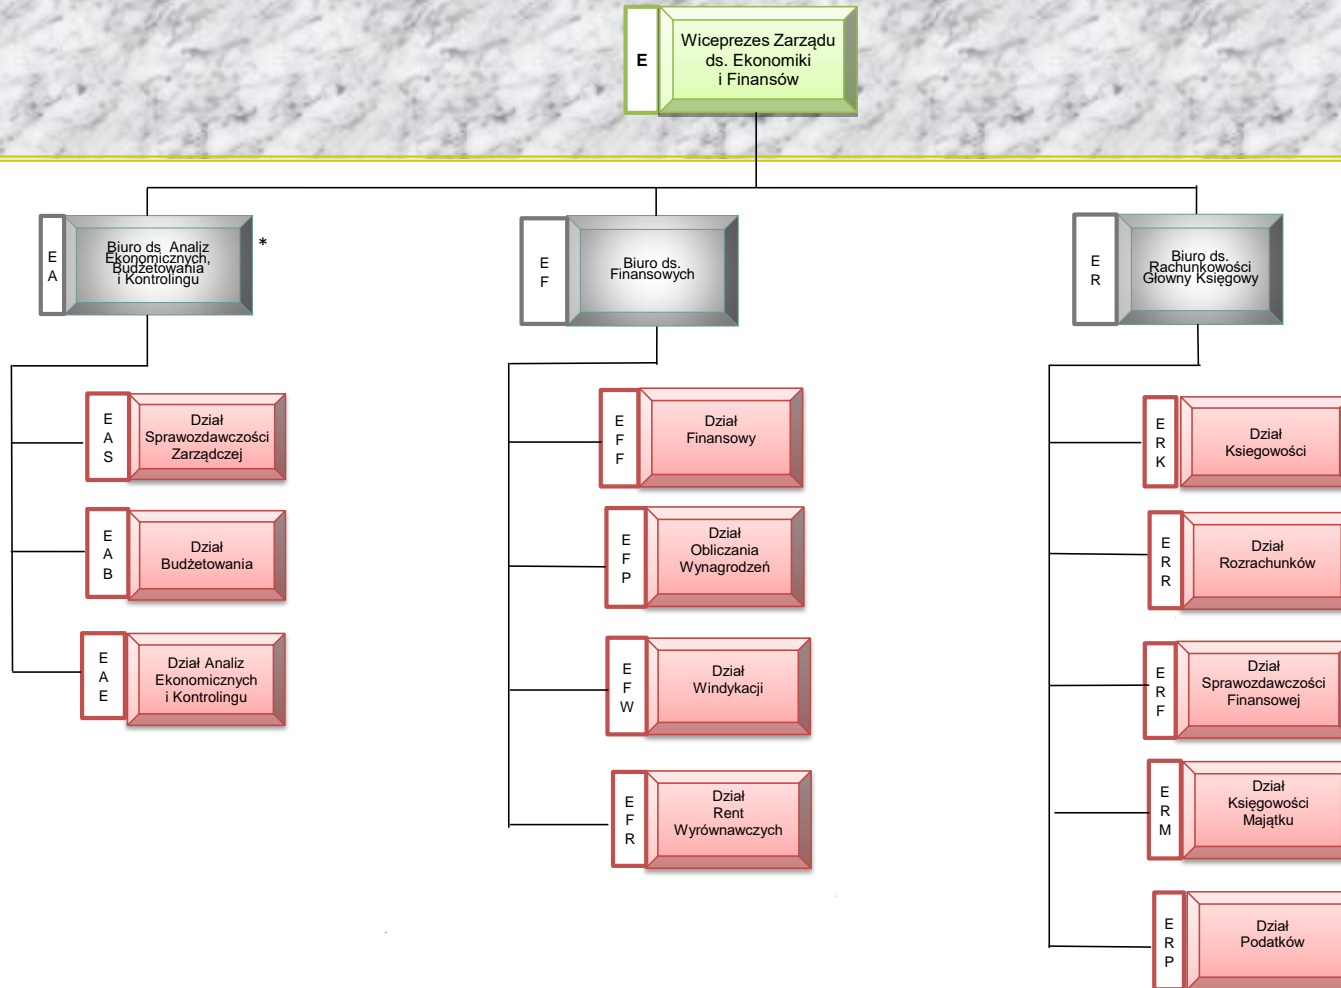 E
Wiceprezes Zarządu
ds. Ekonomiki
i Finansów
E
A
Biuro ds Analiz
Ekonomicznych,
Budżetowania
i Kontrolingu
*
E
F
Biuro ds.
Finansowych
E
R
Biuro ds.
Rachunkowości
Głowny Księgowy
E
A
S
Dział
Sprawozdawczości
Zarządczej
E
A
B
Dział
Budżetowania
E
A
E
Dział Analiz
Ekonomicznych
i Kontrolingu
E
F
F
Dział
Finansowy
E
F
P
Dział
Obliczania
Wynagrodzeń
E
F
W
Dział
Windykacji
E
F
R
Dział
Rent
Wyrównawczych
E
R
K
Dział
Ksiegowości
E
R
R
Dział
Rozrachunków
E
R
F
Dział
Sprawozdawczości
Finansowej
E
R
M
Dział
Księgowości
Majątku
E
R
P
Dział
Podatków